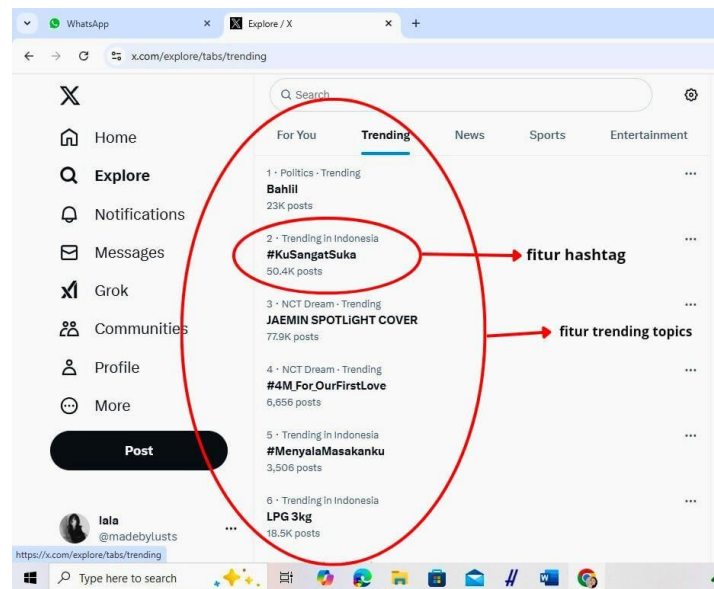 WhatsApp
Explore / X
x.com/explore/tabs/trending
Search
For You Trending News Sports Entertainment
Home
Explore
Notifications
Messages
Grok
Communities
Profile
More
Post
lala
@madebylusts
1 · Politics · Trending
Bahlil
23K posts
2 · Trending in Indonesia
#KuSangatSuka
50.4K posts
fitur hashtag
3 · NCT Dream · Trending
JAEMIN SPOTLiGHT COVER
77.9K posts
fitur trending topics
4 · NCT Dream · Trending
#4M_For_OurFirstLove
6,656 posts
5 · Trending in Indonesia
#MenyalaMasakanku
3,506 posts
6 · Trending in Indonesia
LPG 3kg
18.5K posts
https://x.com/explore/tabs/trending
Type here to search